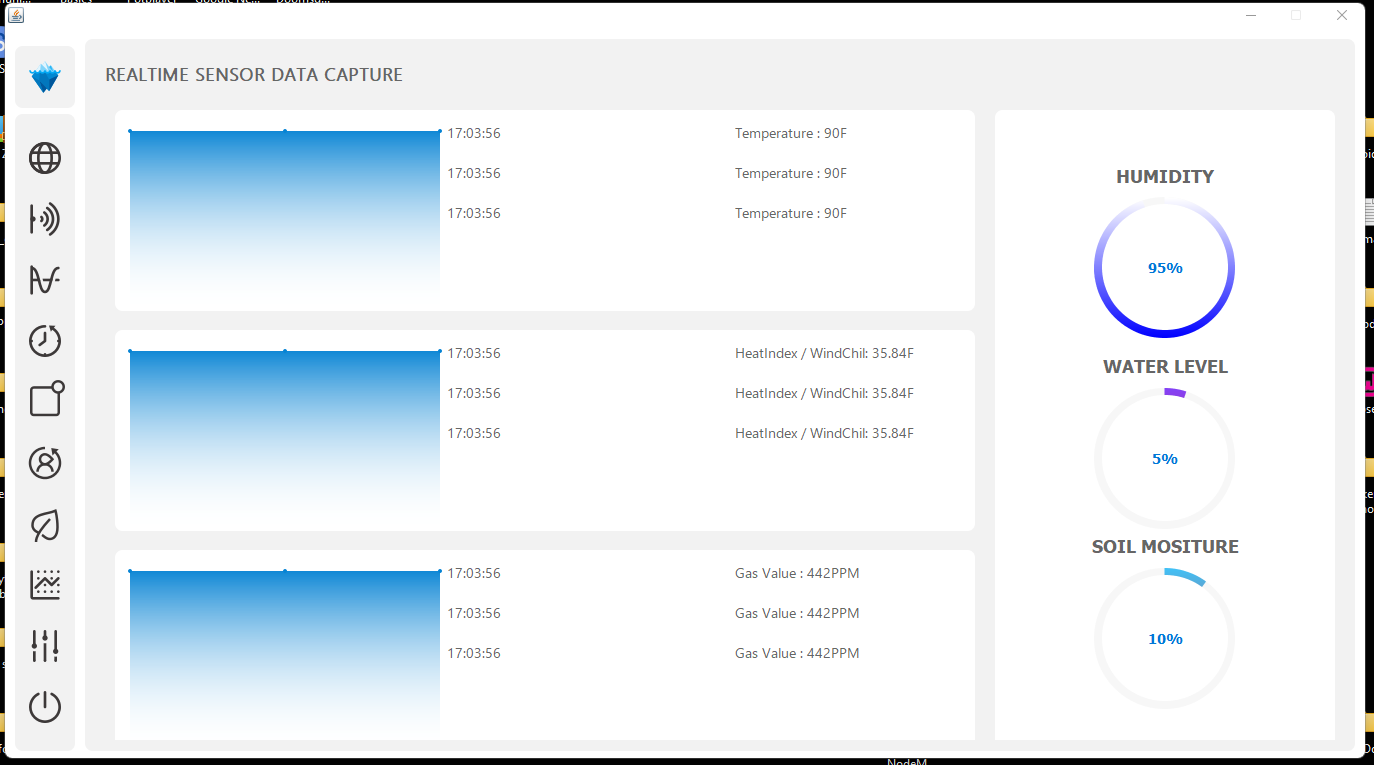 REALTIME SENSOR DATA CAPTURE
17:03:56 Temperature : 90F
17:03:56 Temperature : 90F
17:03:56 Temperature : 90F
17:03:56 HeatIndex / WindChil: 35.84F
17:03:56 HeatIndex / WindChil: 35.84F
17:03:56 HeatIndex / WindChil: 35.84F
17:03:56 Gas Value : 442PPM
17:03:56 Gas Value : 442PPM
17:03:56 Gas Value : 442PPM
HUMIDITY
95%
WATER LEVEL
5%
SOIL MOSITURE
10%